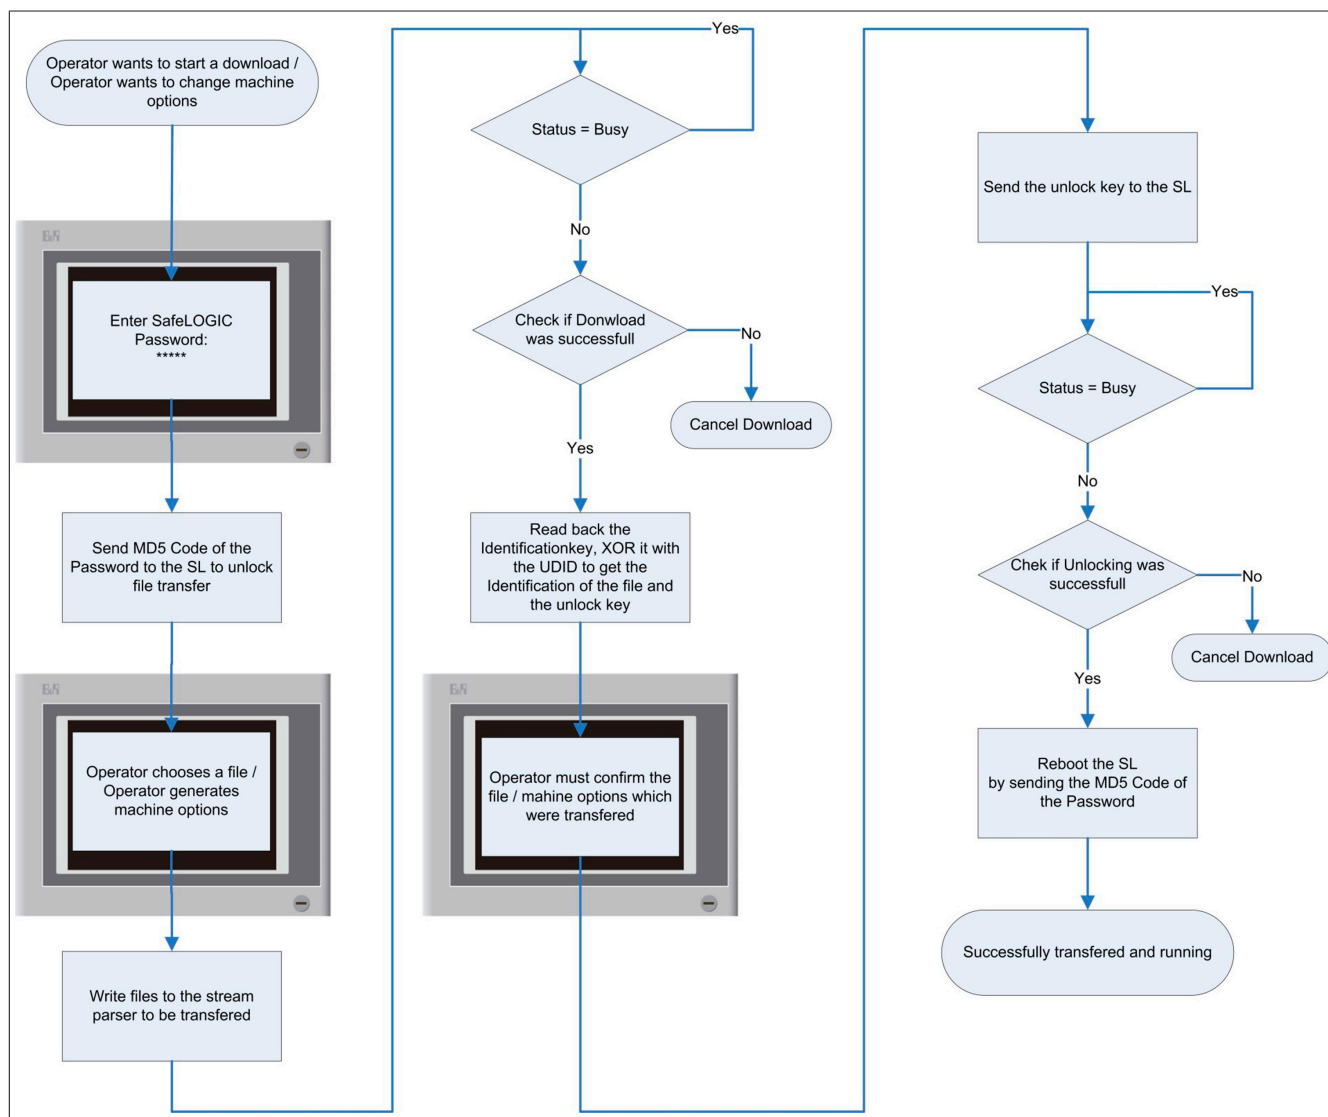 Operator wants to start a download /
Operator wants to change machine
options
B&R
Enter SafeLOGIC
Password:
*****
Send MD5 Code of the
Password to the SL to unlock
file transfer
B&R
Operator chooses a file /
Operator generates
machine options
Write files to the stream
parser to be transfered
Yes
Status = Busy
No
Check if Donwload
was successfull
No
Cancel Download
Yes
Read back the
Identificationkey, XOR it with
the UDID to get the
Identification of the file and
the unlock key
B&R
Operator must confirm the
file / mahine options which
were transfered
Send the unlock key to the SL
Yes
Status = Busy
No
Chek if Unlocking was
successfull
No
Cancel Download
Yes
Reboot the SL
by sending the MD5 Code of
the Password
Successfully transfered and running